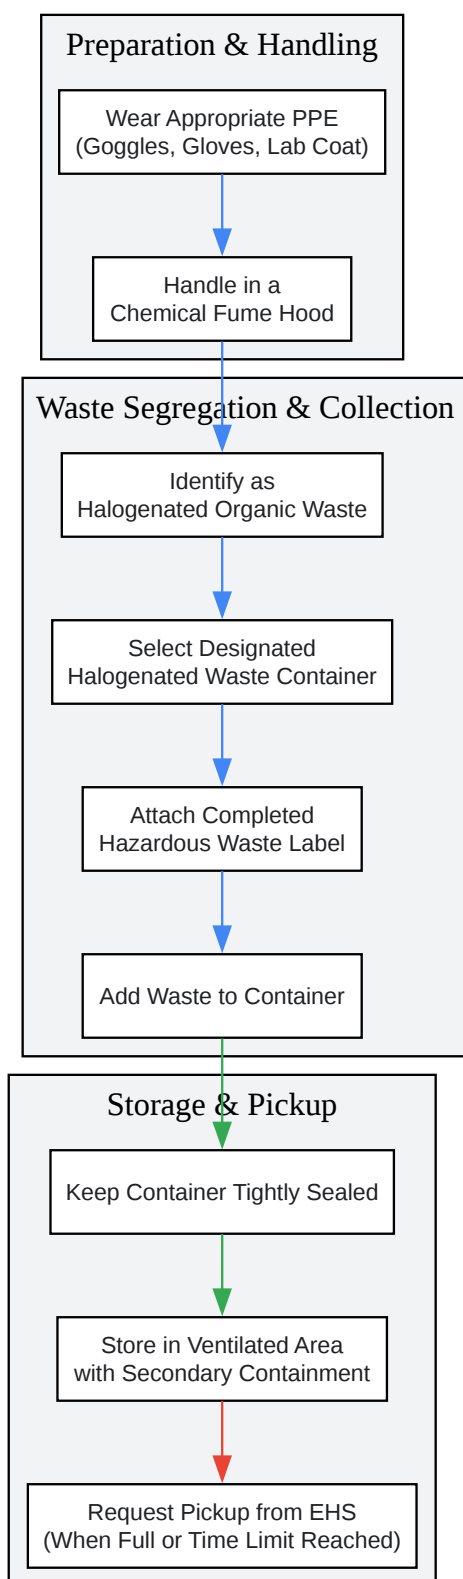 Preparation & Handling
Wear Appropriate PPE
(Goggles, Gloves, Lab Coat)
Handle in a
Chemical Fume Hood
Waste Segregation & Collection
Identify as
Halogenated Organic Waste
Select Designated
Halogenated Waste Container
Attach Completed
Hazardous Waste Label
Add Waste to Container
Storage & Pickup
Keep Container Tightly Sealed
Store in Ventilated Area
with Secondary Containment
Request Pickup from EHS
(When Full or Time Limit Reached)